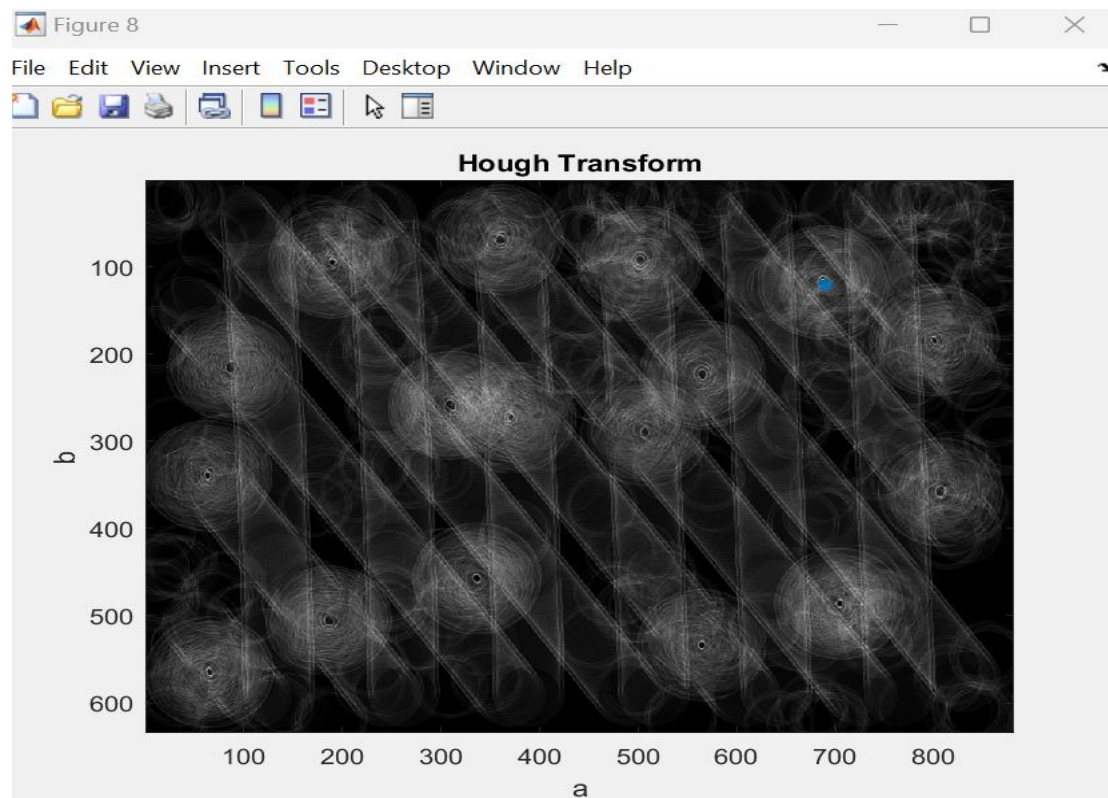 Figure 8
File Edit View Insert Tools Desktop Window Help
Hough Transform
100
200
300
400
500
600
b
100 200 300 400 500 600 700 800
a